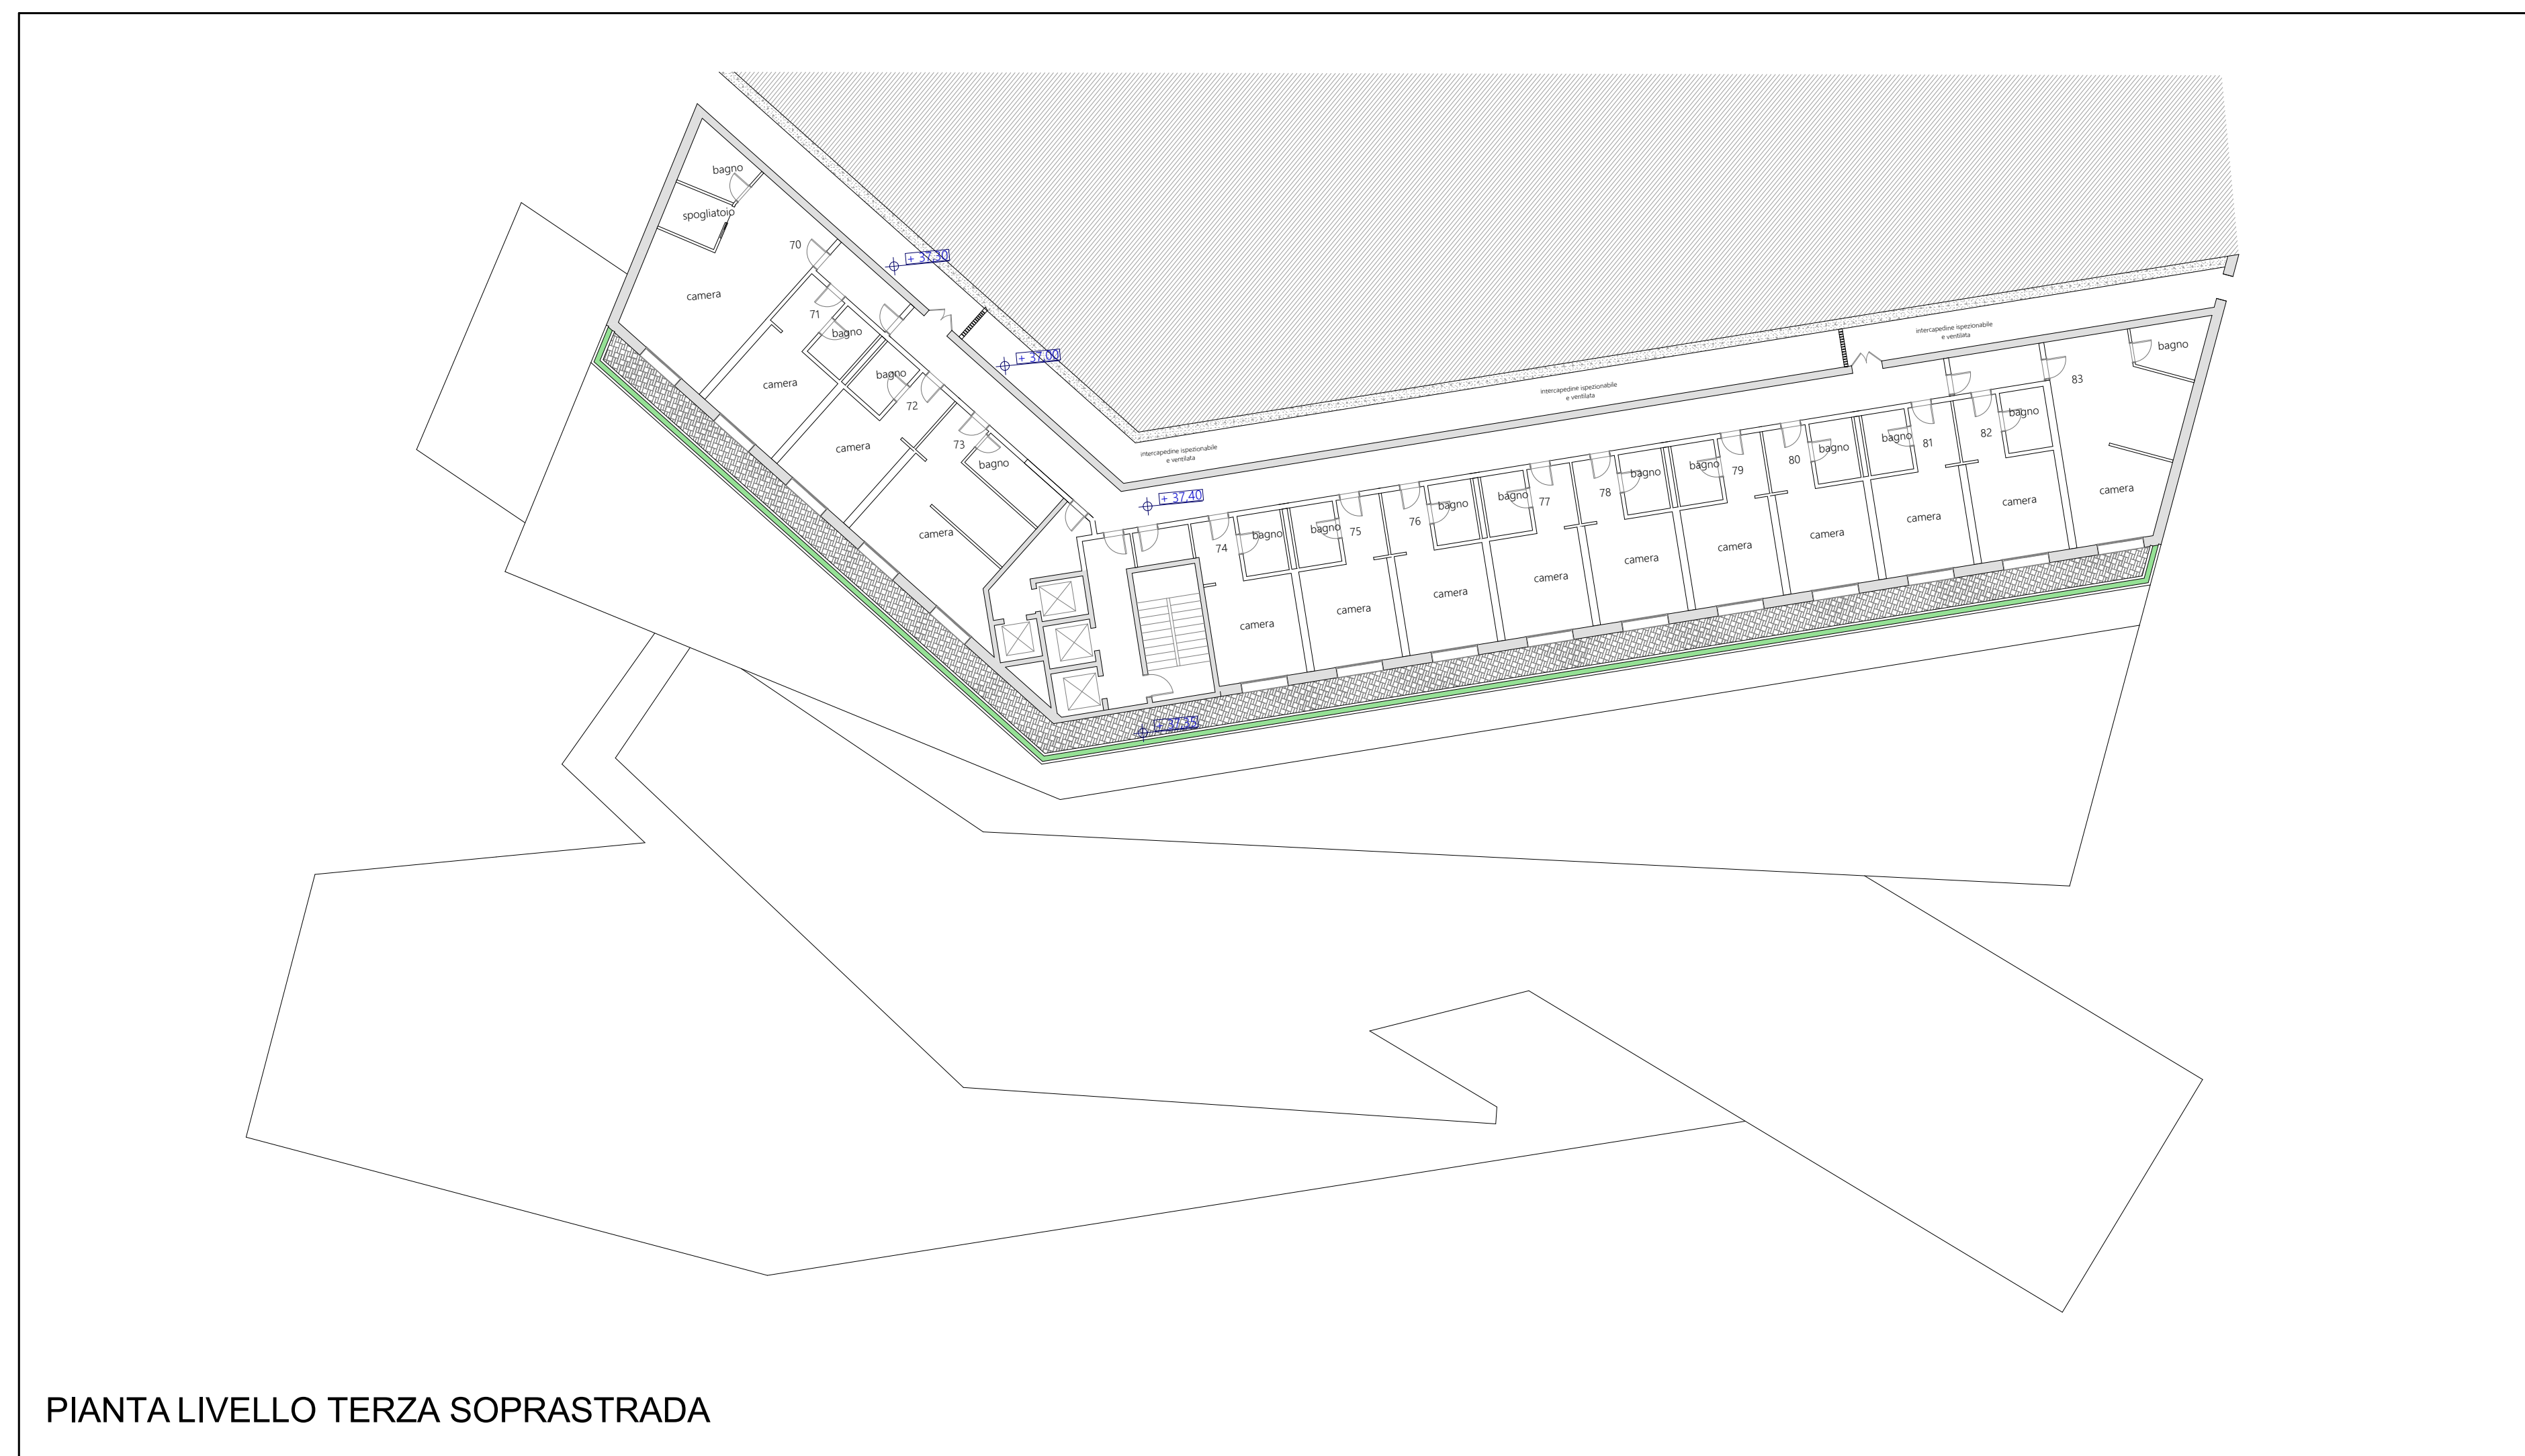 bagno
spogliatoio
70
camera
+ 37,30
71
bagno
camera
+ 37,00
bagno
72
camera
73
bagno
camera
intercapedine ispezionabile
e ventilata
+ 37,40
intercapedine ispezionabile
e ventilata
intercapedine ispezionabile
e ventilata
74
bagno
camera
bagno
75
camera
76
bagno
camera
bagno
77
camera
78
bagno
camera
bagno
79
camera
80
bagno
camera
bagno
81
camera
82
bagno
camera
83
bagno
camera
+ 37,35
PIANTA LIVELLO TERZA SOPRASTRADA